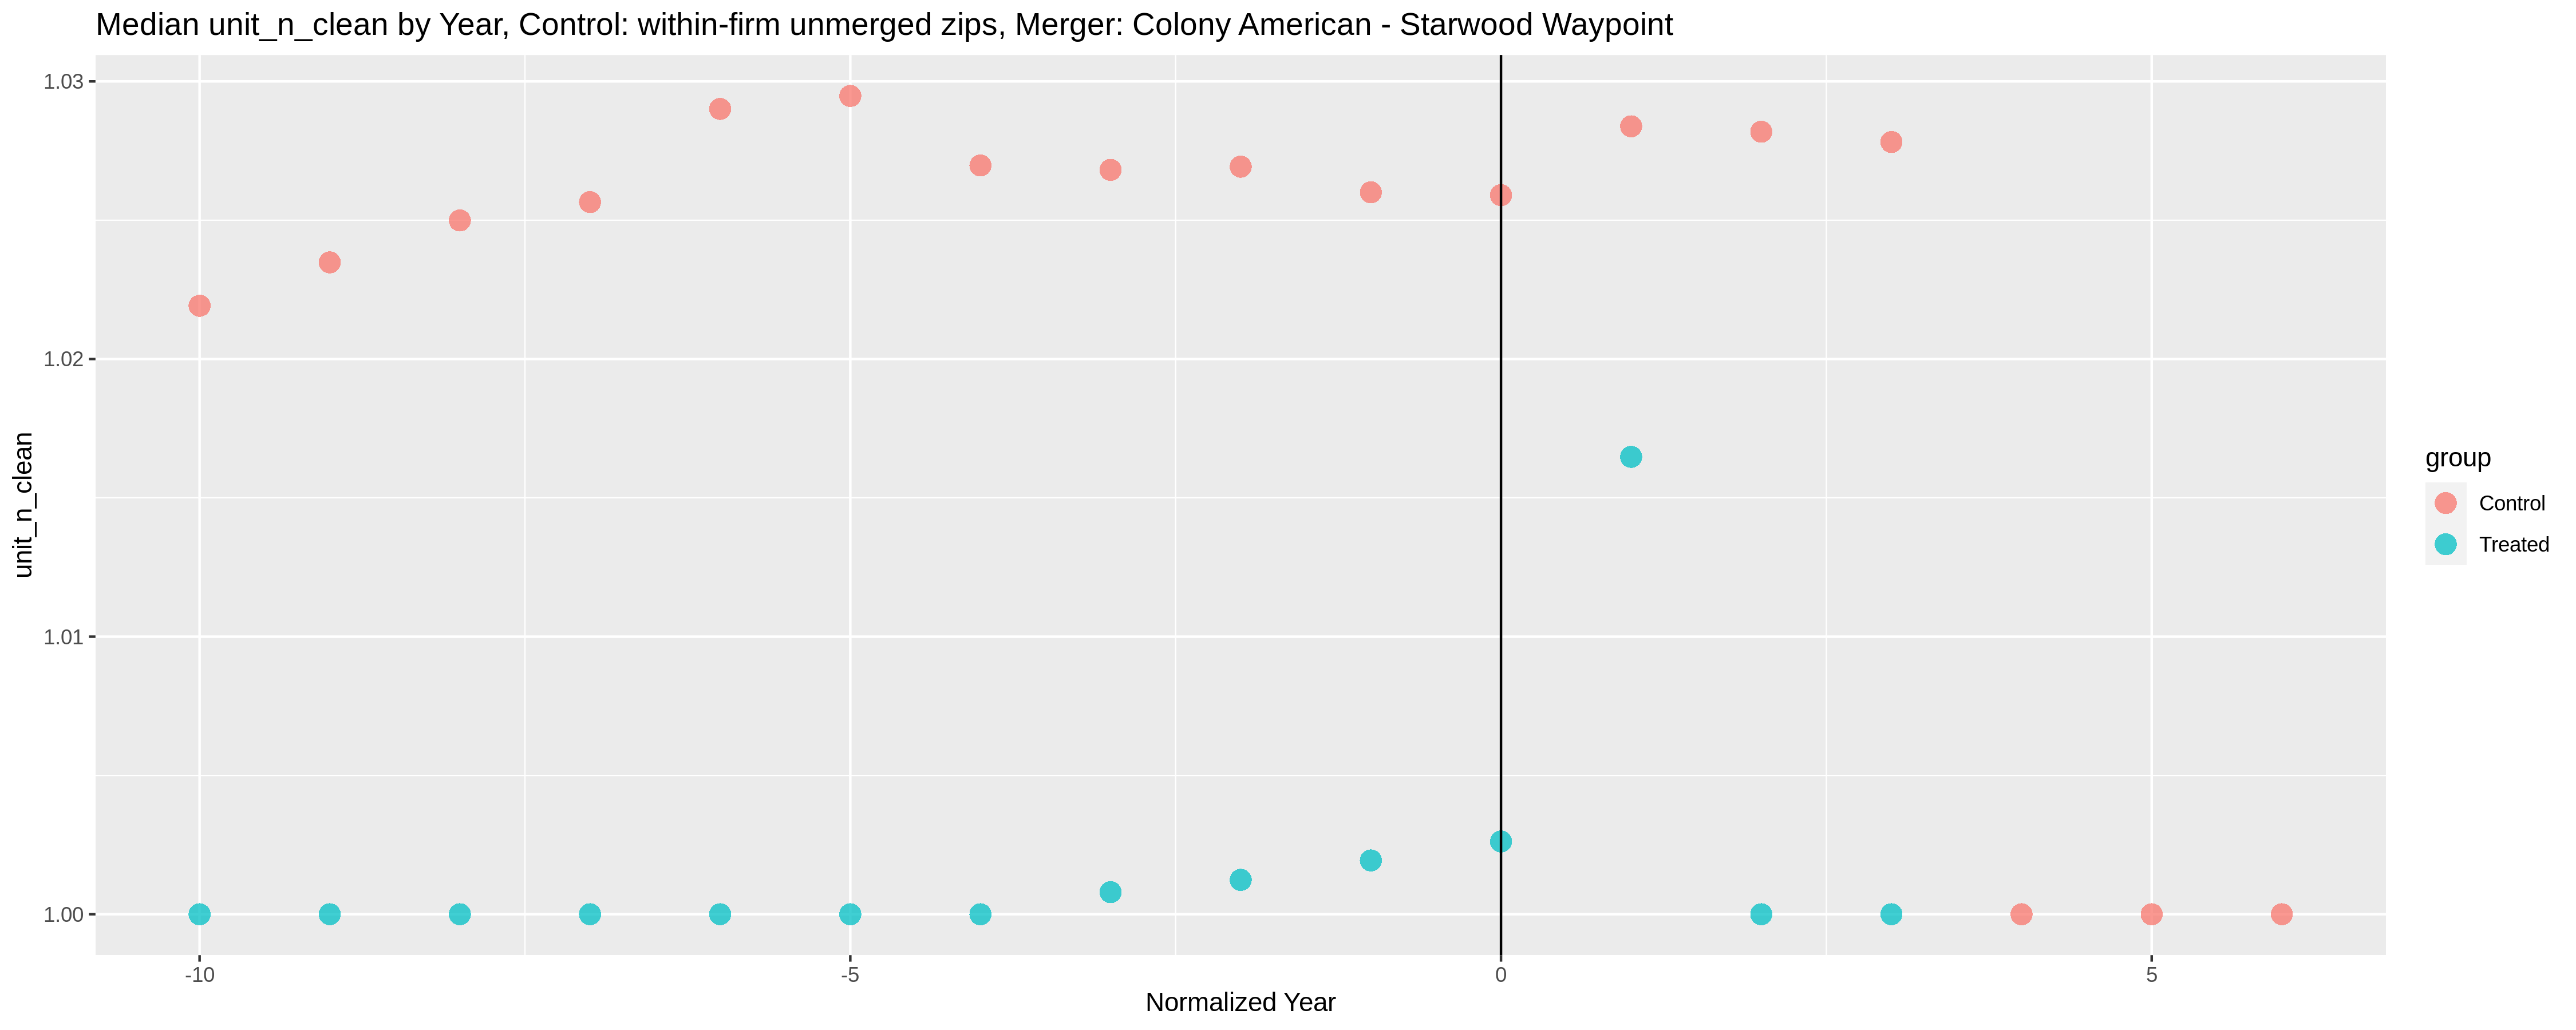 Median unit_n_clean by Year, Control: within-firm unmerged zips, Merger: Colony American - Starwood Waypoint
1.03
1.02
1.01
1.00
unit_n_clean
-10
-5
0
5
Normalized Year
group
Control
Treated